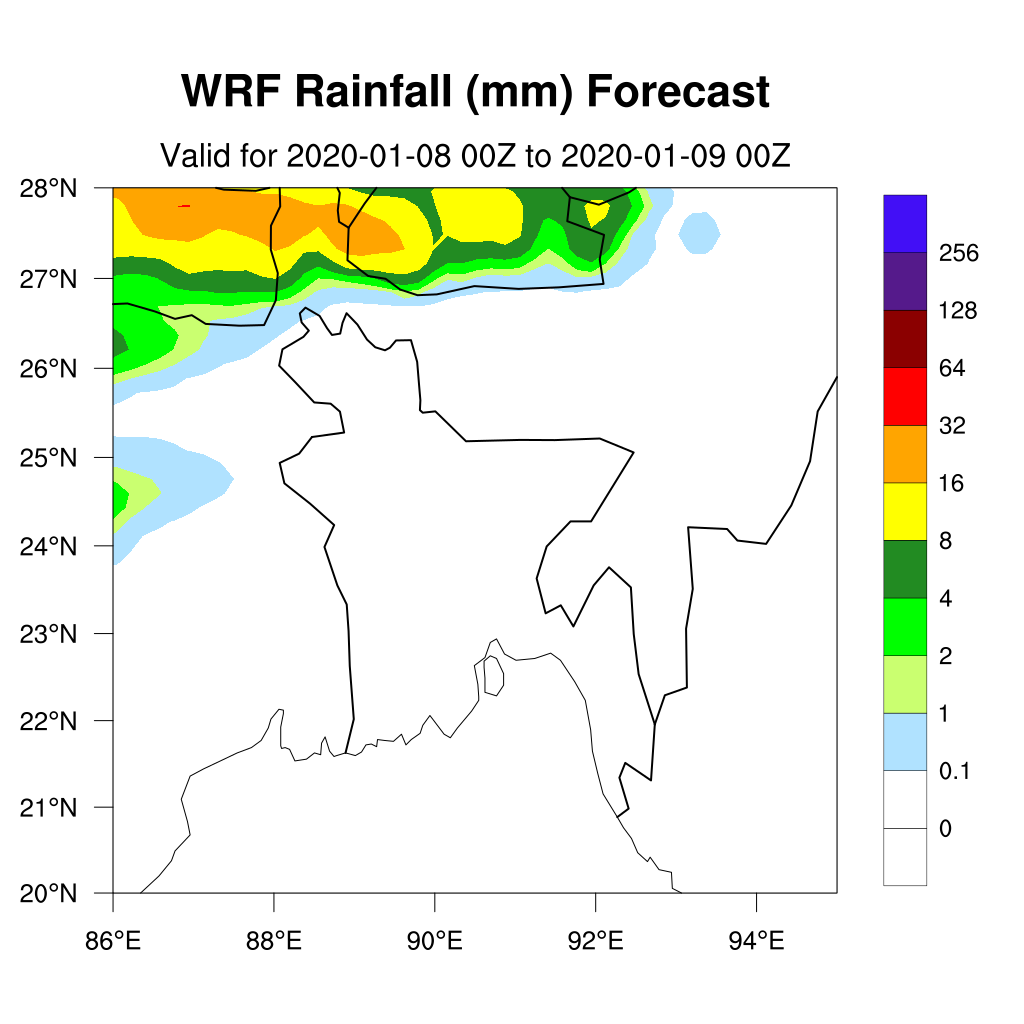 WRF Rainfall (mm) Forecast
Valid for 2020-01-08 00Z to 2020-01-09 00Z
28°N
27°N
26°N
25°N
24°N
23°N
22°N
21°N
20°N
86°E 88°E 90°E 92°E 94°E
256
128
64
32
16
8
4
2
1
0.1
0